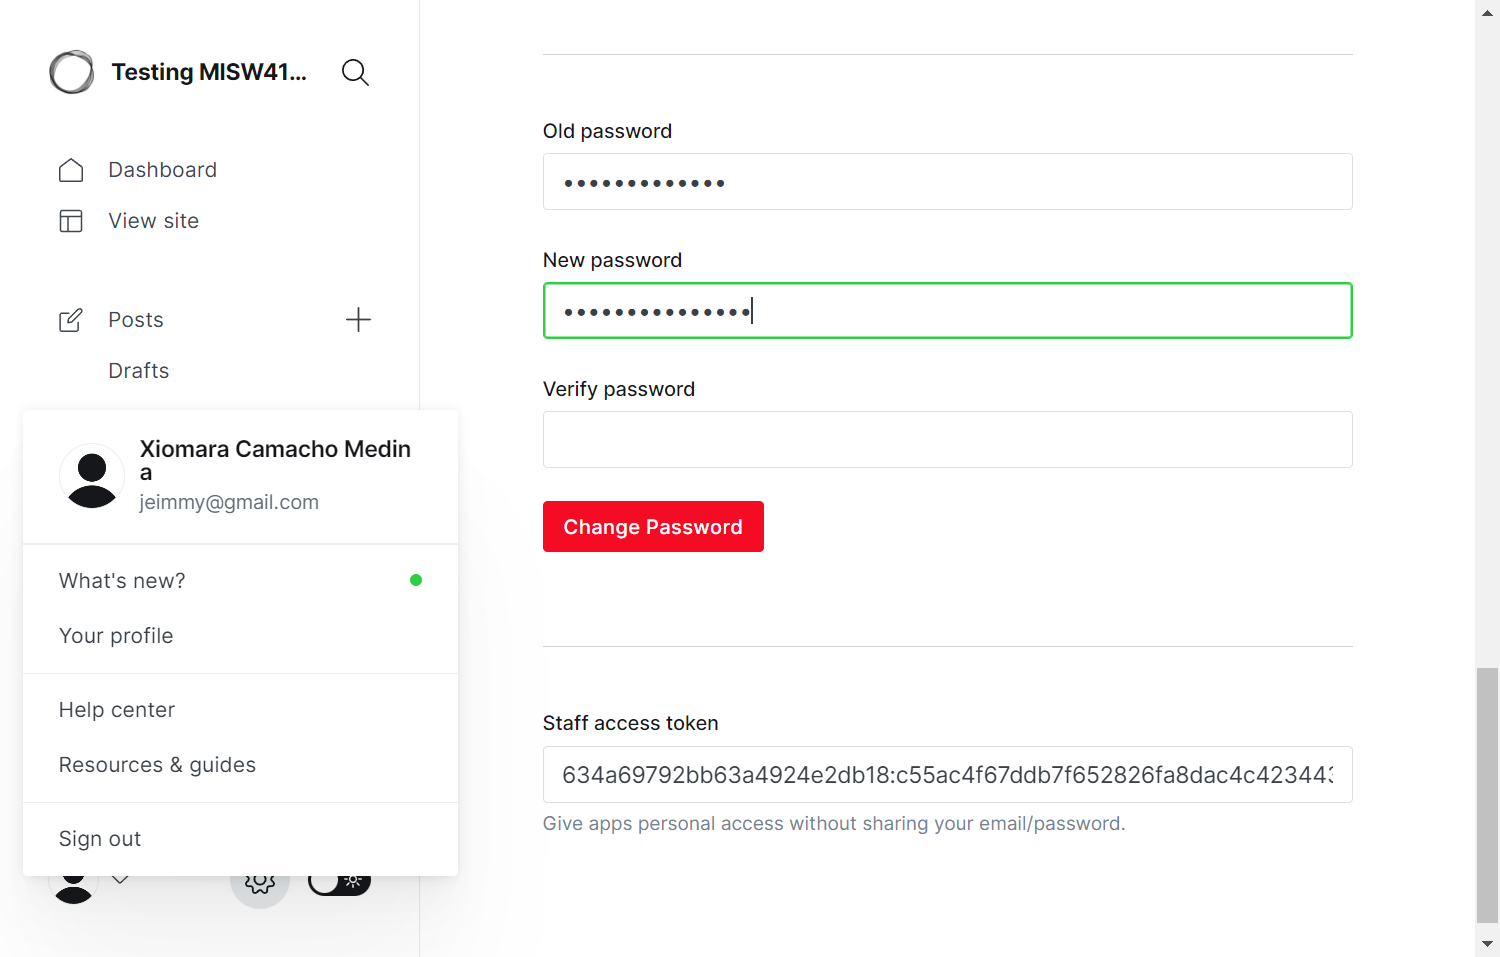 Testing MISW41...
Dashboard
View site
Posts
Drafts
Xiomara Camacho Medin
a
jeimmy@gmail.com
What's new?
Your profile
Help center
Resources & guides
Sign out
Old password
•••••••••••••
New password
•••••••••••••••
Verify password
Change Password
Staff access token
634a69792bb63a4924e2db18:c55ac4f67ddb7f652826fa8dac4c423443
Give apps personal access without sharing your email/password.